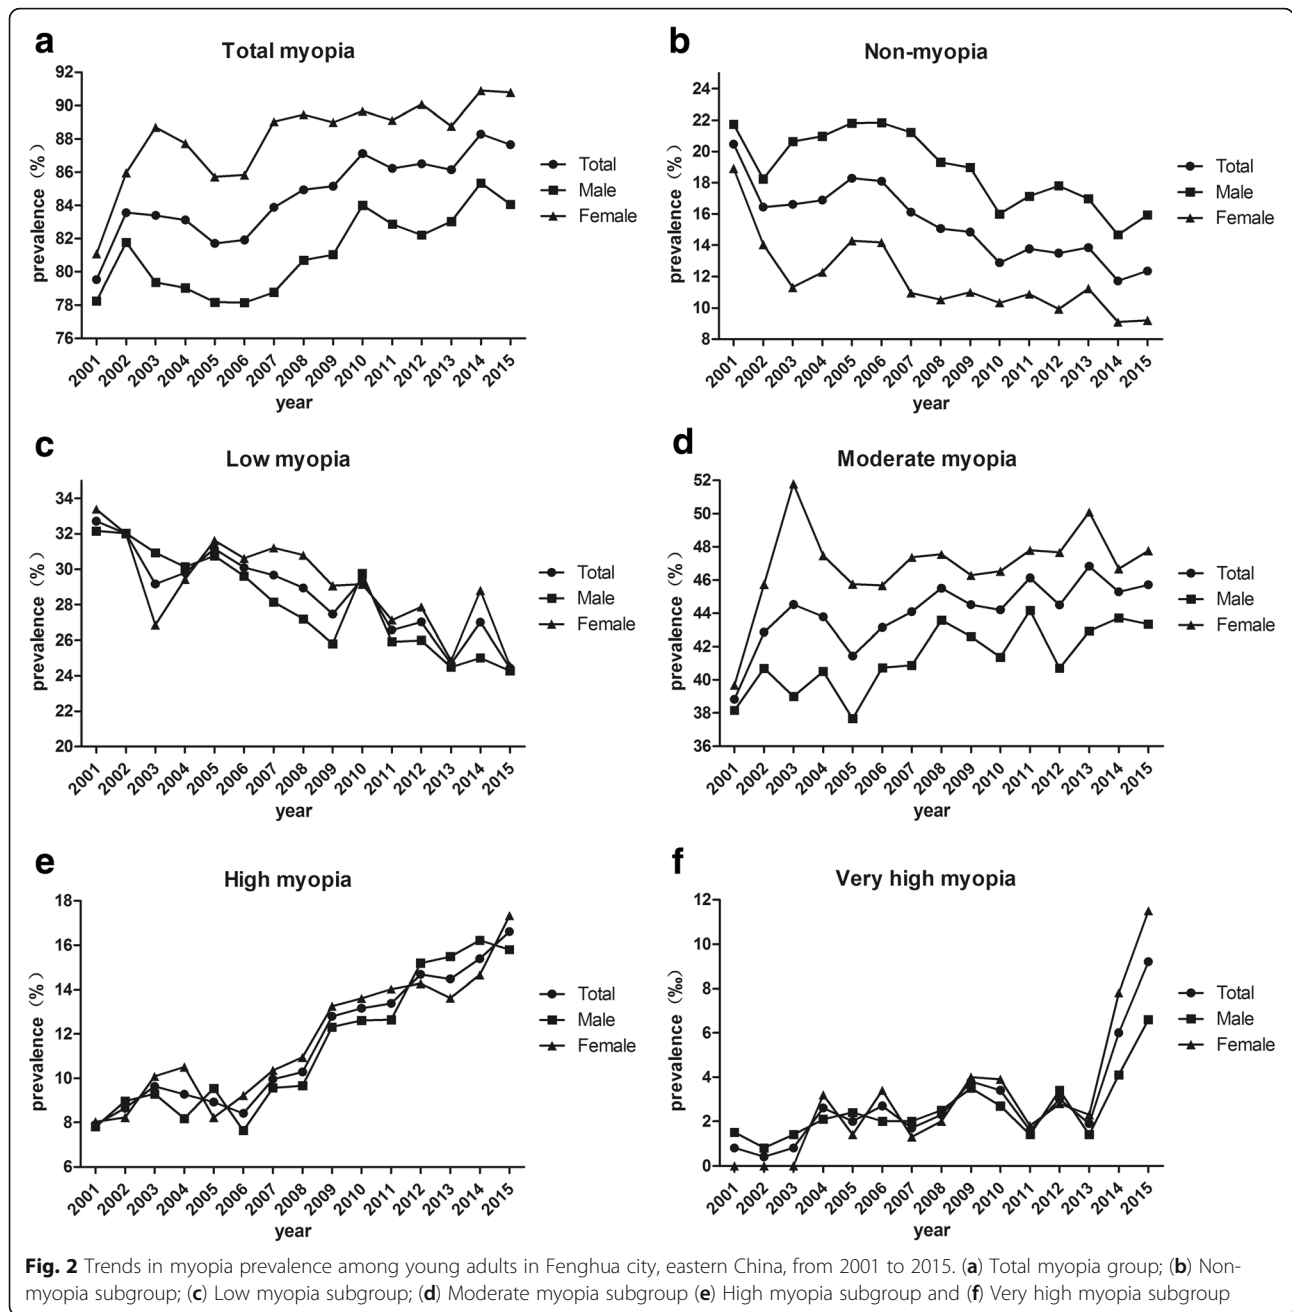 a
Total myopia
prevalence (%)
92
90
88
86
84
82
80
78
76
2001 2002 2003 2004 2005 2006 2007 2008 2009 2010 2011 2012 2013 2014 2015
year
Total
Male
Female
b
Non-myopia
prevalence (%)
24
22
20
18
16
14
12
10
8
2001 2002 2003 2004 2005 2006 2007 2008 2009 2010 2011 2012 2013 2014 2015
year
Total
Male
Female
c
Low myopia
prevalence (%)
34
32
30
28
26
24
22
20
2001 2002 2003 2004 2005 2006 2007 2008 2009 2010 2011 2012 2013 2014 2015
year
Total
Male
Female
d
Moderate myopia
prevalence (%)
52
50
48
46
44
42
40
38
36
2001 2002 2003 2004 2005 2006 2007 2008 2009 2010 2011 2012 2013 2014 2015
year
Total
Male
Female
e
High myopia
prevalence (%)
18
16
14
12
10
8
6
2001 2002 2003 2004 2005 2006 2007 2008 2009 2010 2011 2012 2013 2014 2015
year
Total
Male
Female
f
Very high myopia
prevalence (‰)
12
10
8
6
4
2
0
2001 2002 2003 2004 2005 2006 2007 2008 2009 2010 2011 2012 2013 2014 2015
year
Total
Male
Female
Fig. 2 Trends in myopia prevalence among young adults in Fenghua city, eastern China, from 2001 to 2015. (a) Total myopia group; (b) Non-
myopia subgroup; (c) Low myopia subgroup; (d) Moderate myopia subgroup (e) High myopia subgroup and (f) Very high myopia subgroup